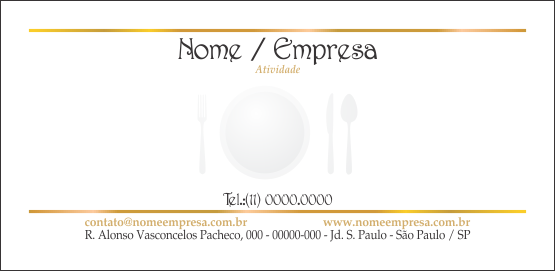 Nome / Empresa
Atividade
Tel.:(11) 0000.0000
contato@nomeempresa.com.br www.nomeempresa.com.br
R. Alonso Vasconcelos Pacheco, 000 - 00000-000 - Jd. S. Paulo - São Paulo / SP